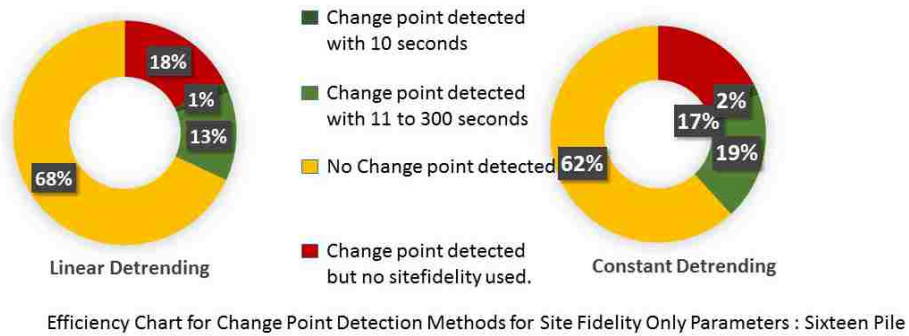 18%
1%
13%
68%
Linear Detrending
Change point detected
with 10 seconds
Change point detected
with 11 to 300 seconds
No Change point detected
Change point detected
but no sitefidelity used.
2%
17%
19%
62%
Constant Detrending
Efficiency Chart for Change Point Detection Methods for Site Fidelity Only Parameters : Sixteen Pile